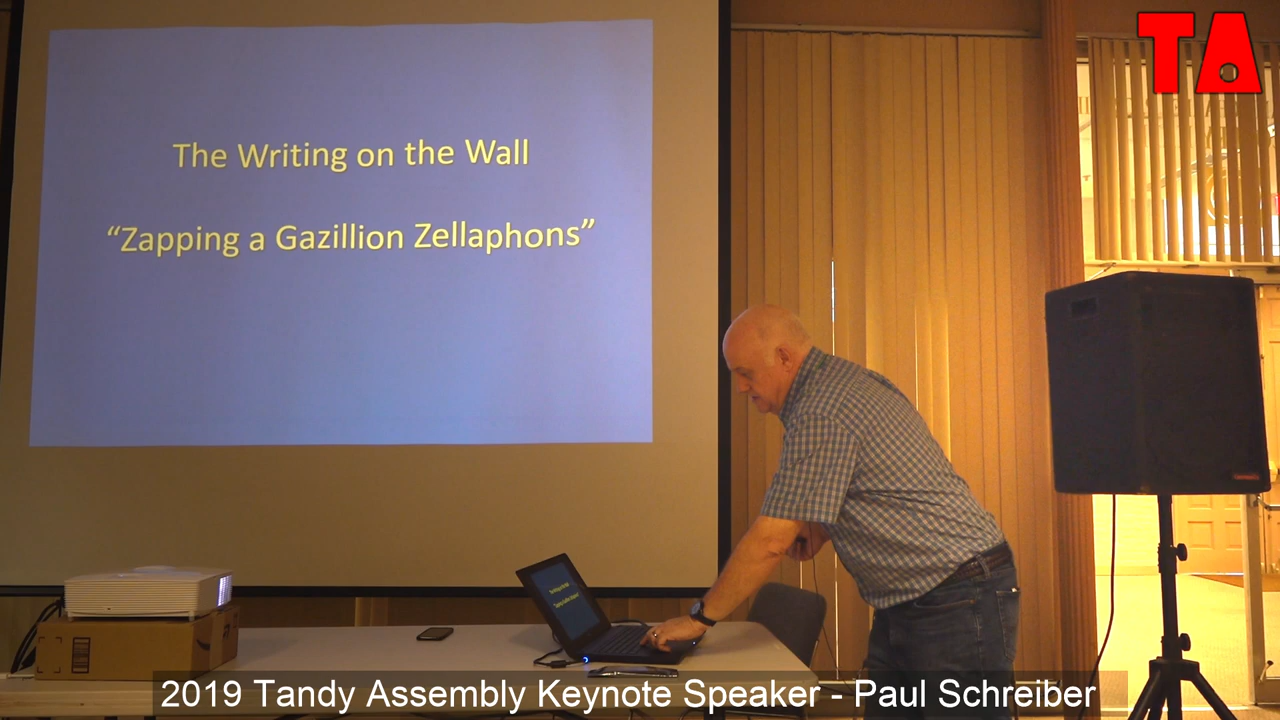 The Writing on the Wall
“Zapping a Gazillion Zellaphons”
TA
2019 Tandy Assembly Keynote Speaker - Paul Schreiber